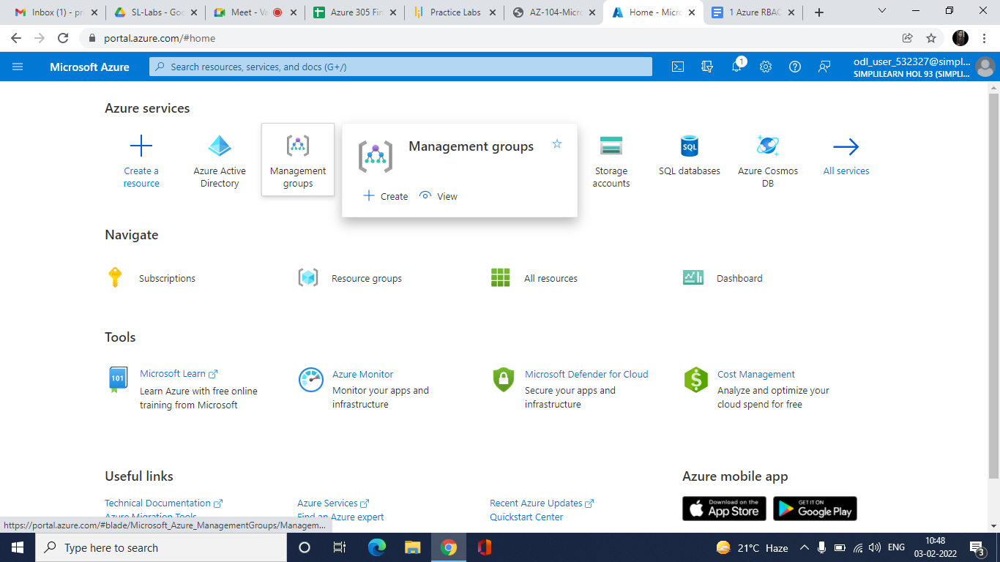 Inbox (1) - pr
SL-Labs - Goo
Meet - Va
Azure 305 Fin
Practice Labs
AZ-104-Micro
Home - Micro
1 Azure RBAC
portal.azure.com/#home
Microsoft Azure
Search resources, services, and docs (G+/)
1
odl_user_532327@simpl...
SIMPLILEARN HOL 93 (SIMPLI...
Azure services
Create a
resource
Azure Active
Directory
Management
groups
Management groups
Create
View
Storage
accounts
SQL
SQL databases
Azure Cosmos
DB
All services
Navigate
Subscriptions
Resource groups
All resources
Dashboard
Tools
101
Microsoft Learn
Learn Azure with free online
training from Microsoft
Azure Monitor
Monitor your apps and
infrastructure
Microsoft Defender for Cloud
Secure your apps and
infrastructure
$
Cost Management
Analyze and optimize your
cloud spend for free
Useful links
Technical Documentation
Azure Migration Tools
Azure Services
Find an Azure expert
Recent Azure Updates
Quickstart Center
Azure mobile app
Download on the
App Store
GET IT ON
Google Play
https://portal.azure.com/#blade/Microsoft_Azure_ManagementGroups/Managem...
Type here to search
21°C Haze
ENG
10:48
03-02-2022
3